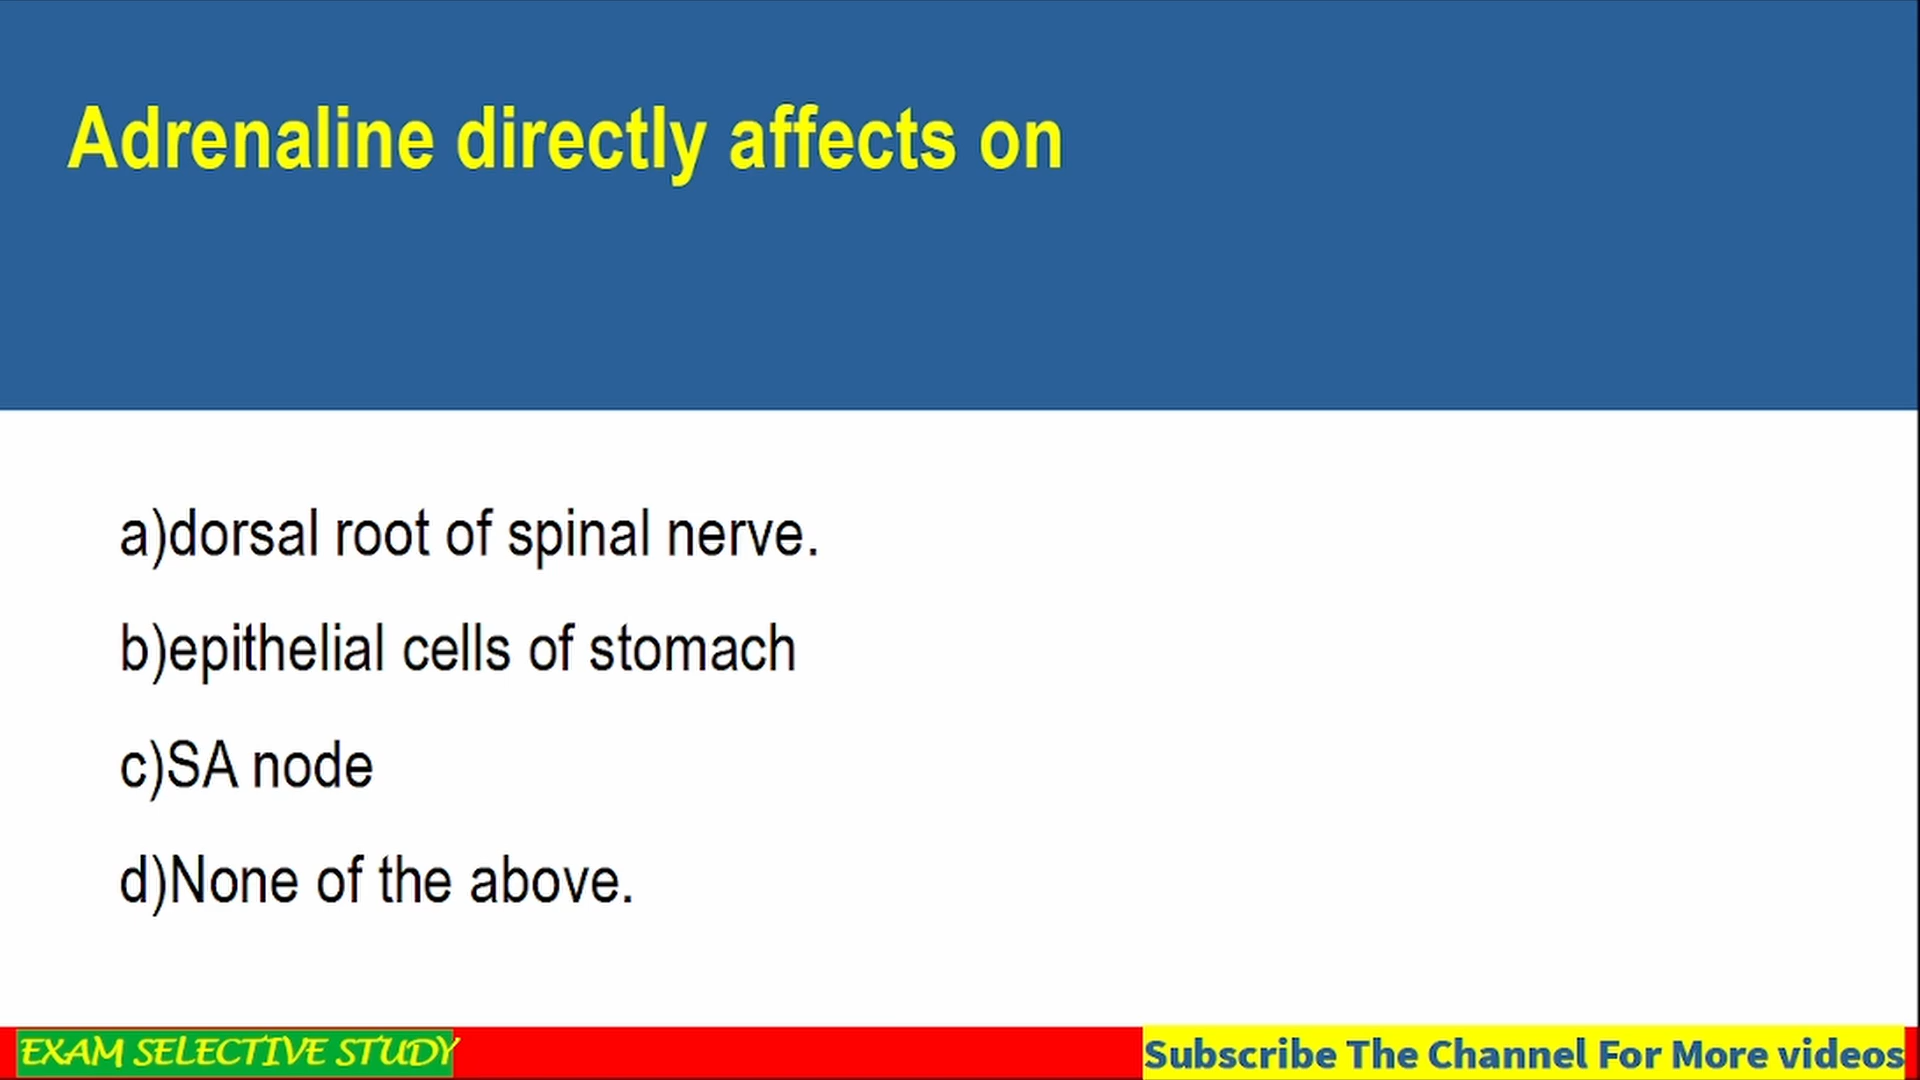 Adrenaline directly affects on
a)dorsal root of spinal nerve.
b)epithelial cells of stomach
c)SA node
d)None of the above.
EXAM SELECTIVE STUDY
Subscribe The Channel For More videos